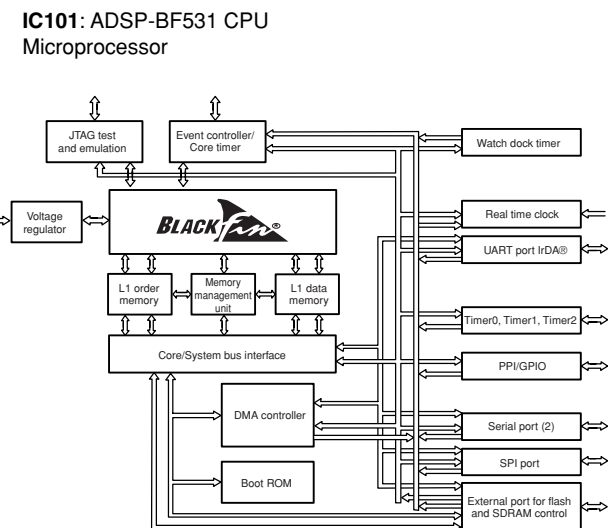 IC101: ADSP-BF531 CPU
Microprocessor
JTAG test
and emulation
Event controller/
Core timer
Watch dock timer
Voltage
regulator
BLACKfin®
Real time clock
UART port IrDA®
L1 order
memory
Memory
management
unit
L1 data
memory
Timer0, Timer1, Timer2
Core/System bus interface
PPI/GPIO
DMA controller
Serial port (2)
SPI port
Boot ROM
External port for flash
and SDRAM control